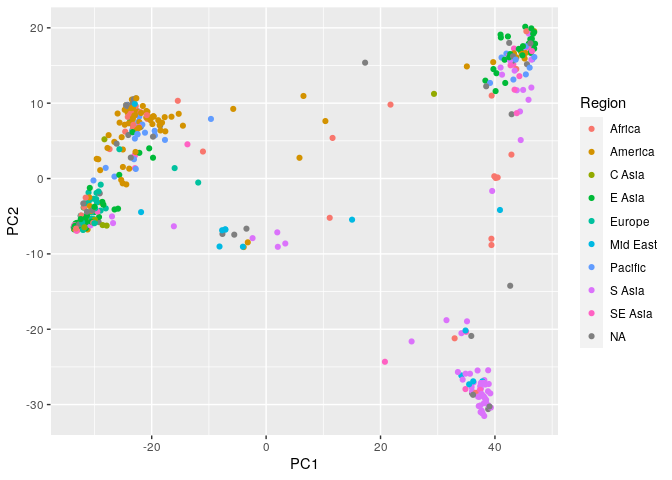 20
10
0
-10
-20
-30
PC2
-20
0
20
40
PC1
Region
Africa
America
C Asia
E Asia
Europe
Mid East
Pacific
S Asia
SE Asia
NA